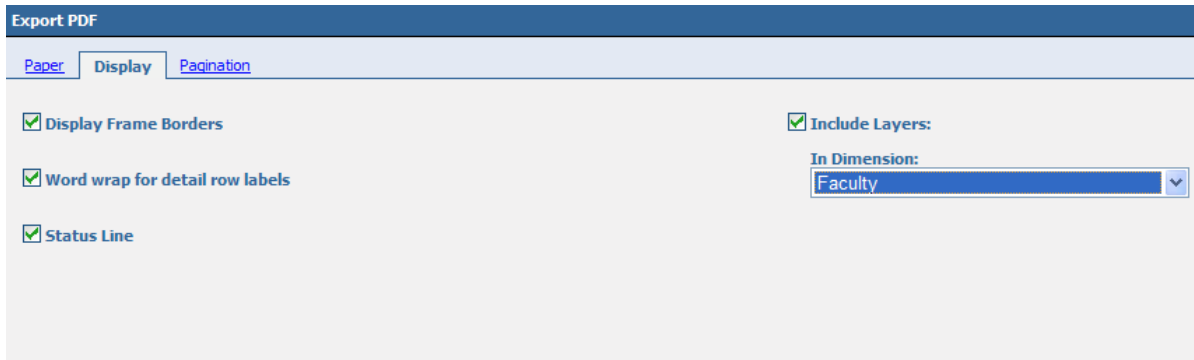 Export PDF
Paper Display Pagination
Display Frame Borders
Include Layers:
In Dimension:
Faculty
Word wrap for detail row labels
Status Line